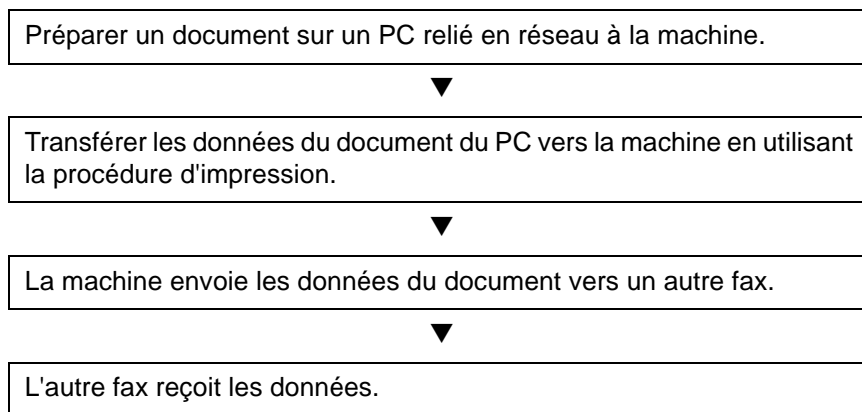 Préparer un document sur un PC relié en réseau à la machine.
Transférer les données du document du PC vers la machine en utilisant
la procédure d'impression.
La machine envoie les données du document vers un autre fax.
L'autre fax reçoit les données.